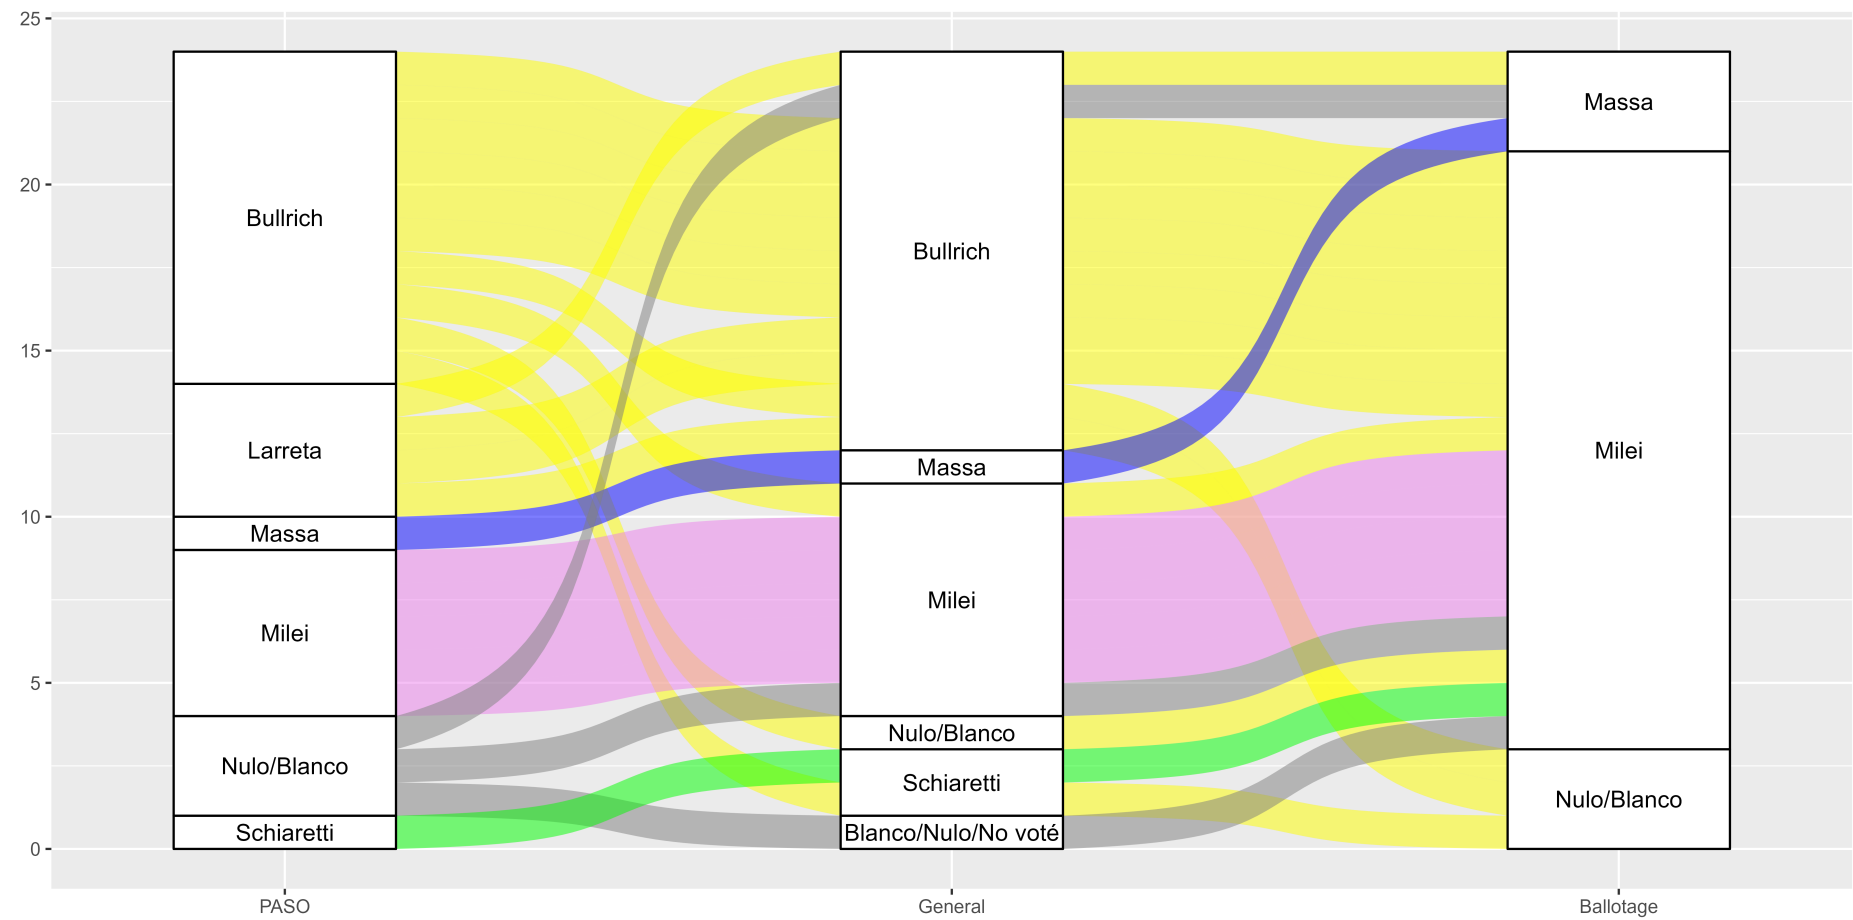 25
20
15
10
5
0
Bullrich
Larreta
Massa
Milei
Nulo/Blanco
Schiaretti
Bullrich
Massa
Milei
Nulo/Blanco
Schiaretti
Blanco/Nulo/No voté
Massa
Milei
Nulo/Blanco
PASO
General
Ballotage